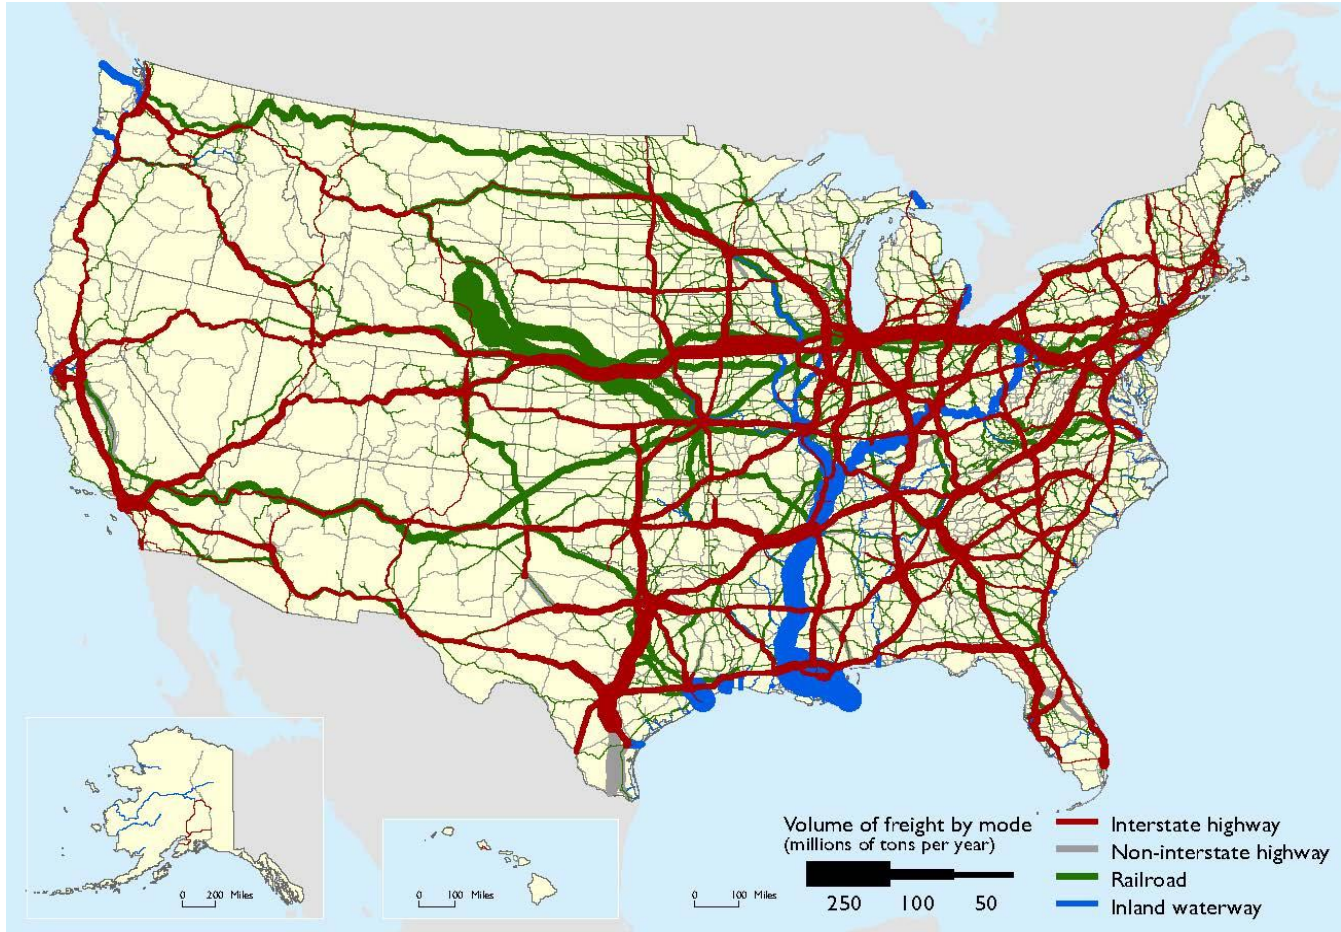 0 200 Miles
0 100 Miles
0 100 Miles
Volume of freight by mode
(millions of tons per year)
250 100 50
Interstate highway
Non-interstate highway
Railroad
Inland waterway